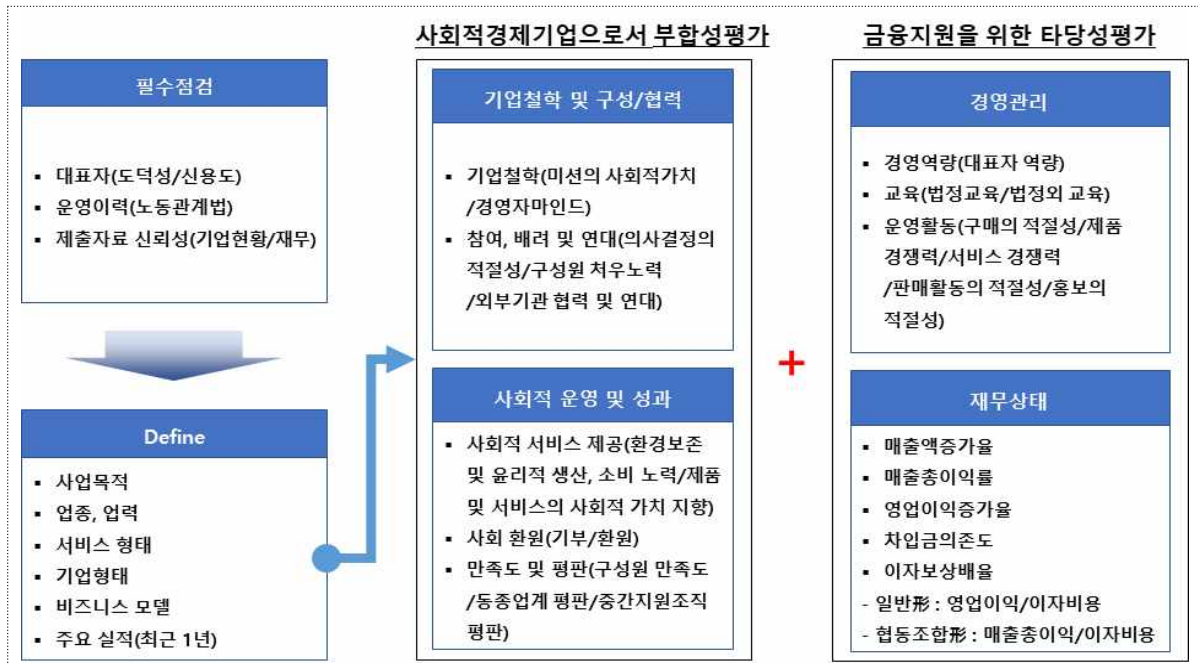 필수점검
▪ 대표자(도덕성/신용도)
▪ 운영이력(노동관계법)
▪ 제출자료 신뢰성(기업현황/재무)
Define
▪ 사업목적
▪ 업종, 업력
▪ 서비스 형태
▪ 기업형태
▪ 비즈니스 모델
▪ 주요 실적(최근 1년)
사회적경제기업으로서 부합성평가
기업철학 및 구성/협력
▪ 기업철학(미션의 사회적가치
/경영자마인드)
▪ 참여, 배려 및 연대(의사결정의
적절성/구성원 처우노력
/외부기관 협력 및 연대)
사회적 운영 및 성과
▪ 사회적 서비스 제공(환경보존
및 윤리적 생산, 소비 노력/제품
및 서비스의 사회적 가치 지향)
▪ 사회 환원(기부/환원)
▪ 만족도 및 평판(구성원 만족도
/동종업계 평판/중간지원조직
평판)
+
금융지원을 위한 타당성평가
경영관리
▪ 경영역량(대표자 역량)
▪ 교육(법정교육/법정외 교육)
▪ 운영활동(구매의 적절성/제품
경쟁력/서비스 경쟁력
/판매활동의 적절성/홍보의
적절성)
재무상태
▪ 매출액증가율
▪ 매출총이익률
▪ 영업이익증가율
▪ 차입금의존도
▪ 이자보상배율
- 일반形 : 영업이익/이자비용
- 협동조합形 : 매출총이익/이자비용